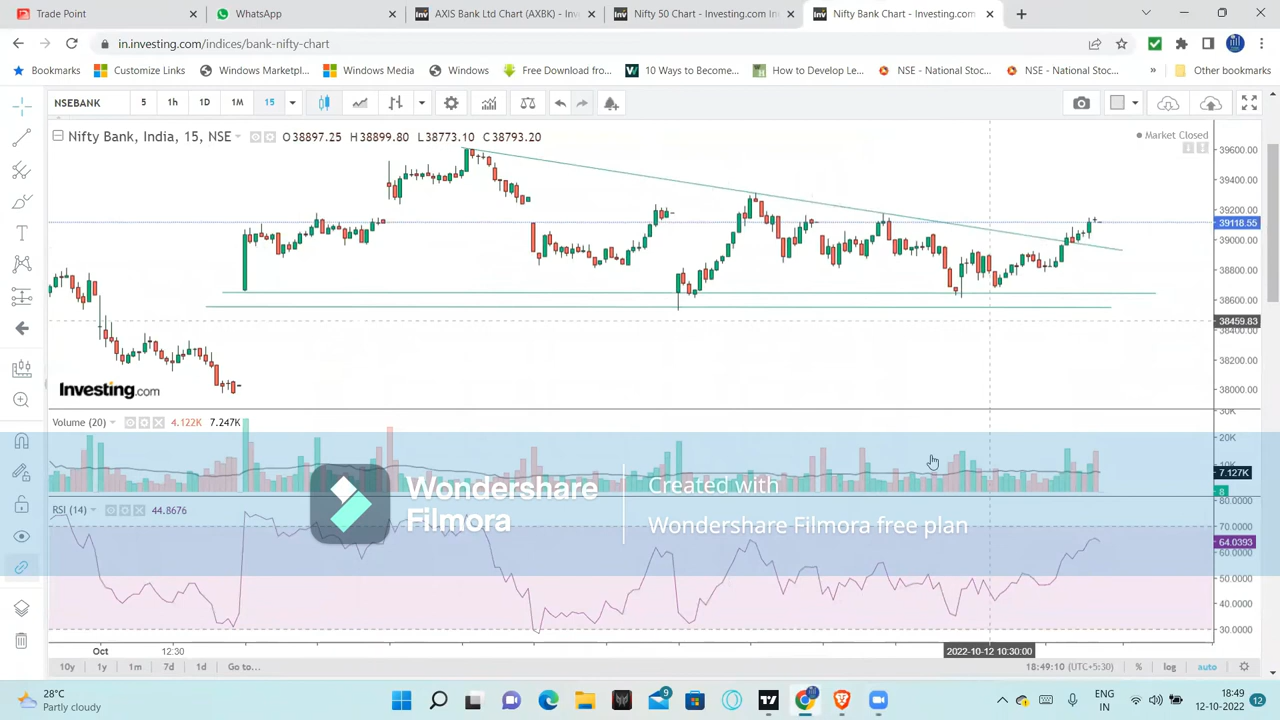 Trade Point
WhatsApp
AXIS Bank Ltd Chart (AXBK) - Inv
Nifty 50 Chart - Investing.com In
Nifty Bank Chart - Investing.com
in.investing.com/indices/bank-nifty-chart
Bookmarks
Customize Links
Windows Marketpl...
Windows Media
Windows
Free Download fro...
10 Ways to Become...
How to Develop Le...
NSE - National Stoc...
NSE - National Stoc...
»
Other bookmarks
NSEBANK 5 1h 1D 1M 15
Nifty Bank, India, 15, NSE O38897.25 H38899.80 L38773.10 C38793.20
Market Closed
39600.00
39400.00
39200.00
39118.55
39000.00
38800.00
38600.00
38459.83
38200.00
38000.00
Investing.com
Volume (20) 4.122K 7.247K
30K
20K
10K
7.127K
8
Wondershare
Filmora
Created with
Wondershare Filmora free plan
RSI (14) 44.8676
80.0000
70.0000
64.0393
60.0000
50.0000
40.0000
30.0000
Oct 12:30 2022-10-12 10:30:00
10y 1y 1m 7d 1d Go to... 18:49:10 (UTC+5:30) % log auto
28°C
Partly cloudy
9
ENG
IN
18:49
12-10-2022
12